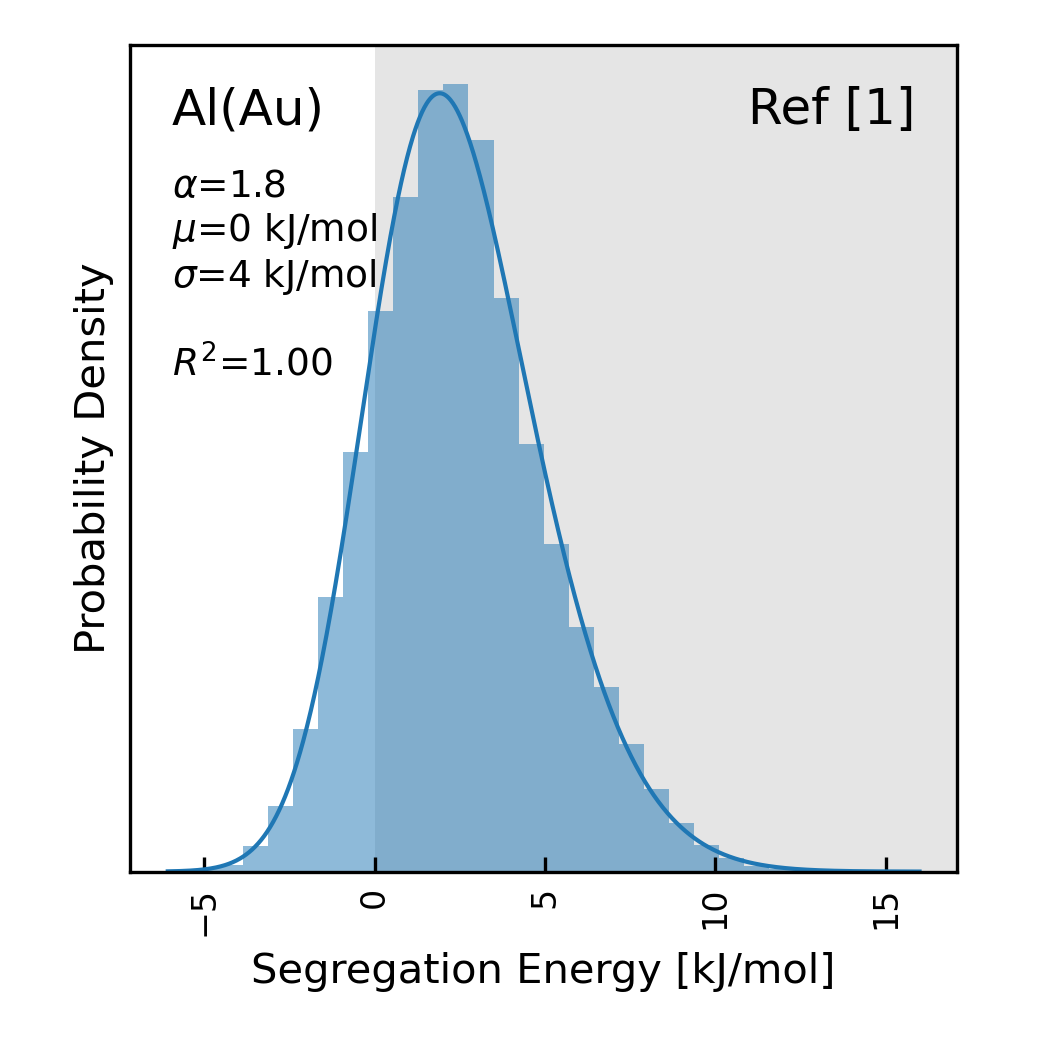 Al(Au)
Ref [1]
α=1.8
μ=0 kJ/mol
σ=4 kJ/mol
R²=1.00
Probability Density
−5 0 5 10 15
Segregation Energy [kJ/mol]